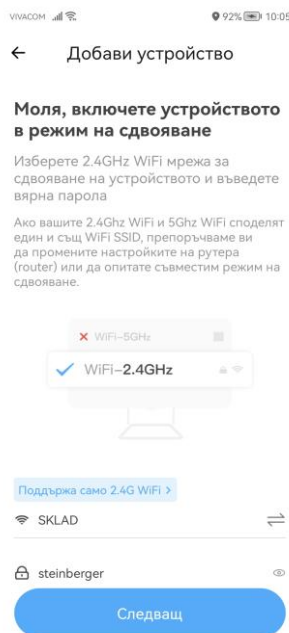 VIVACOM 92% 10:05
Добави устройство
Моля, включете устройството
в режим на сдвояване
Изберете 2.4GHz WiFi мрежа за
сдвояване на устройството и въведете
вярна парола
Ако вашите 2.4Ghz WiFi и 5Ghz WiFi споделят
един и същ WiFi SSID, препоръчваме ви
да промените настройките на рутера
(router) или да опитате съвместим режим на
сдвояване.
WiFi-5GHz
WiFi-2.4GHz
Поддържа само 2.4G WiFi >
SKLAD
steinberger
Следващ